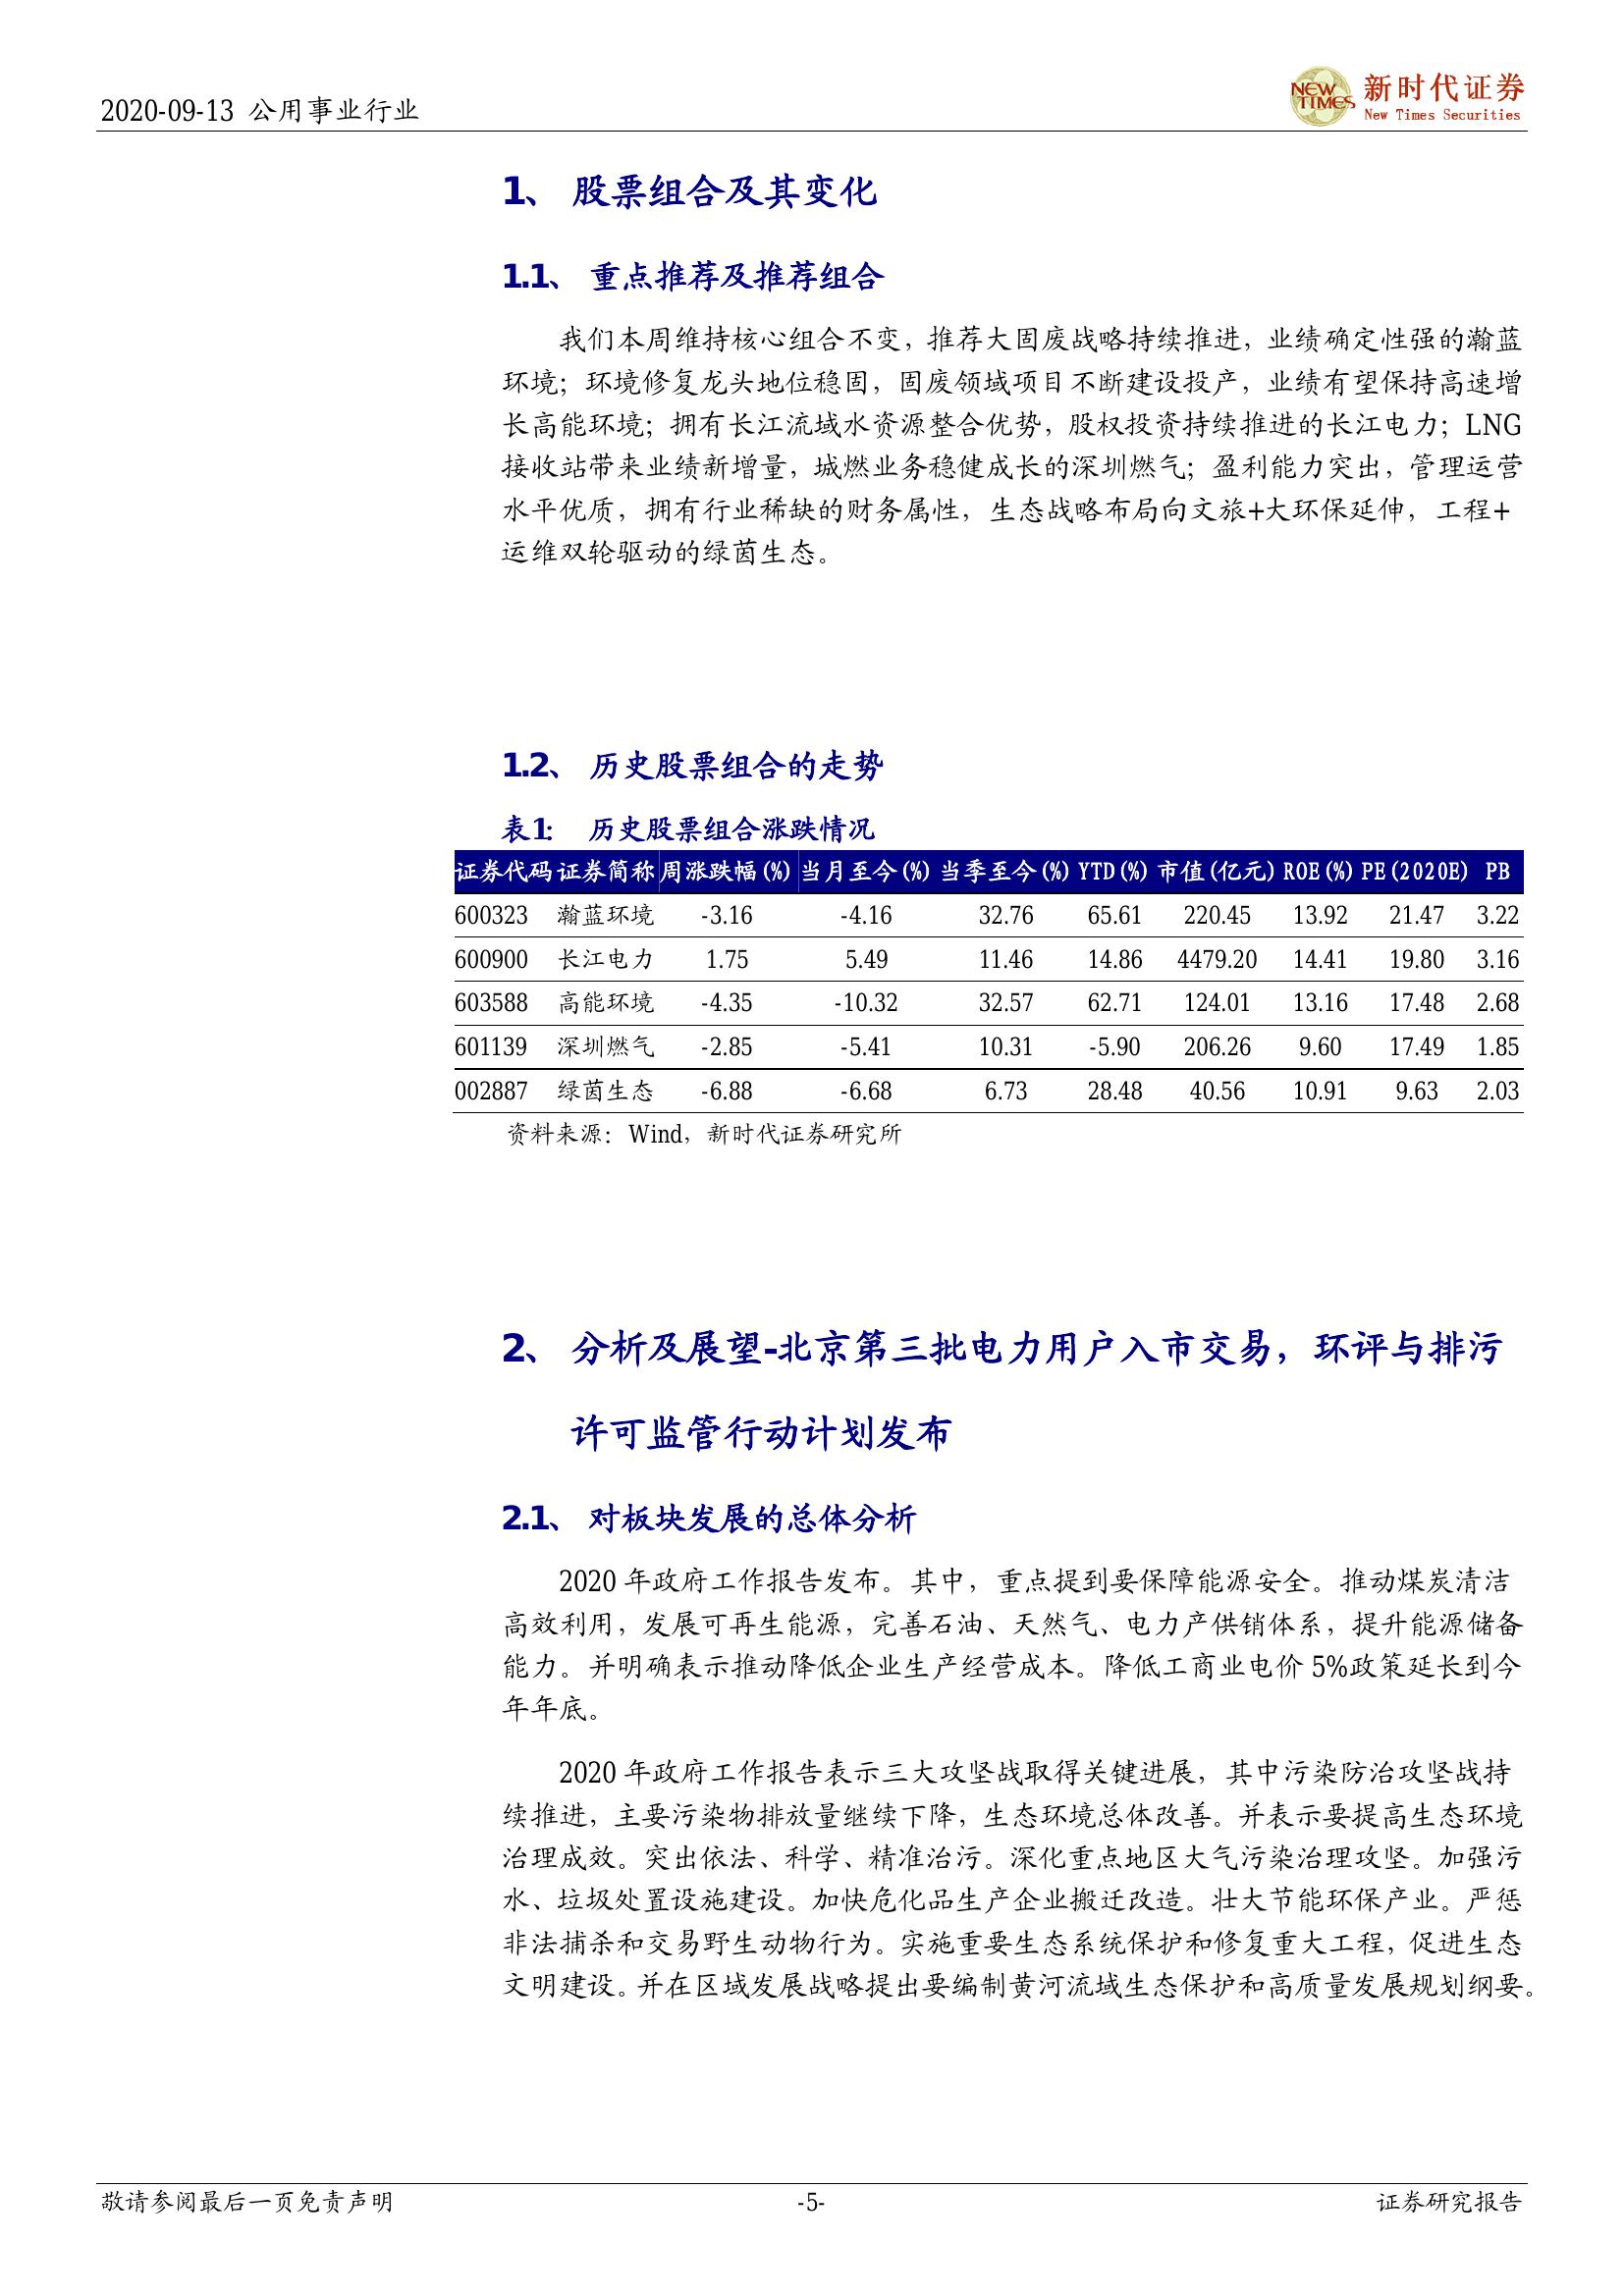 2020-09-13 公用事业行业
NEW TIMES 新时代证券
New Times Securities
1、 股票组合及其变化
1.1、 重点推荐及推荐组合
我们本周维持核心组合不变，推荐大固废战略持续推进，业绩确定性强的瀚蓝
环境；环境修复龙头地位稳固，固废领域项目不断建设投产，业绩有望保持高速增
长高能环境；拥有长江流域水资源整合优势，股权投资持续推进的长江电力；LNG
接收站带来业绩新增量，城燃业务稳健成长的深圳燃气；盈利能力突出，管理运营
水平优质，拥有行业稀缺的财务属性，生态战略布局向文旅+大环保延伸，工程+
运维双轮驱动的绿茵生态。
1.2、 历史股票组合的走势
表1： 历史股票组合涨跌情况
证券代码 证券简称 周涨跌幅(%) 当月至今(%) 当季至今(%) YTD(%) 市值(亿元) ROE(%) PE(2020E) PB
600323 瀚蓝环境 -3.16 -4.16 32.76 65.61 220.45 13.92 21.47 3.22
600900 长江电力 1.75 5.49 11.46 14.86 4479.20 14.41 19.80 3.16
603588 高能环境 -4.35 -10.32 32.57 62.71 124.01 13.16 17.48 2.68
601139 深圳燃气 -2.85 -5.41 10.31 -5.90 206.26 9.60 17.49 1.85
002887 绿茵生态 -6.88 -6.68 6.73 28.48 40.56 10.91 9.63 2.03
资料来源：Wind，新时代证券研究所
2、 分析及展望-北京第三批电力用户入市交易，环评与排污
许可监管行动计划发布
2.1、 对板块发展的总体分析
2020 年政府工作报告发布。其中，重点提到要保障能源安全。推动煤炭清洁
高效利用，发展可再生能源，完善石油、天然气、电力产供销体系，提升能源储备
能力。并明确表示推动降低企业生产经营成本。降低工商业电价 5%政策延长到今
年年底。
2020 年政府工作报告表示三大攻坚战取得关键进展，其中污染防治攻坚战持
续推进，主要污染物排放量继续下降，生态环境总体改善。并表示要提高生态环境
治理成效。突出依法、科学、精准治污。深化重点地区大气污染治理攻坚。加强污
水、垃圾处置设施建设。加快危化品生产企业搬迁改造。壮大节能环保产业。严惩
非法捕杀和交易野生动物行为。实施重要生态系统保护和修复重大工程，促进生态
文明建设。并在区域发展战略提出要编制黄河流域生态保护和高质量发展规划纲要。
敬请参阅最后一页免责声明 -5- 证券研究报告